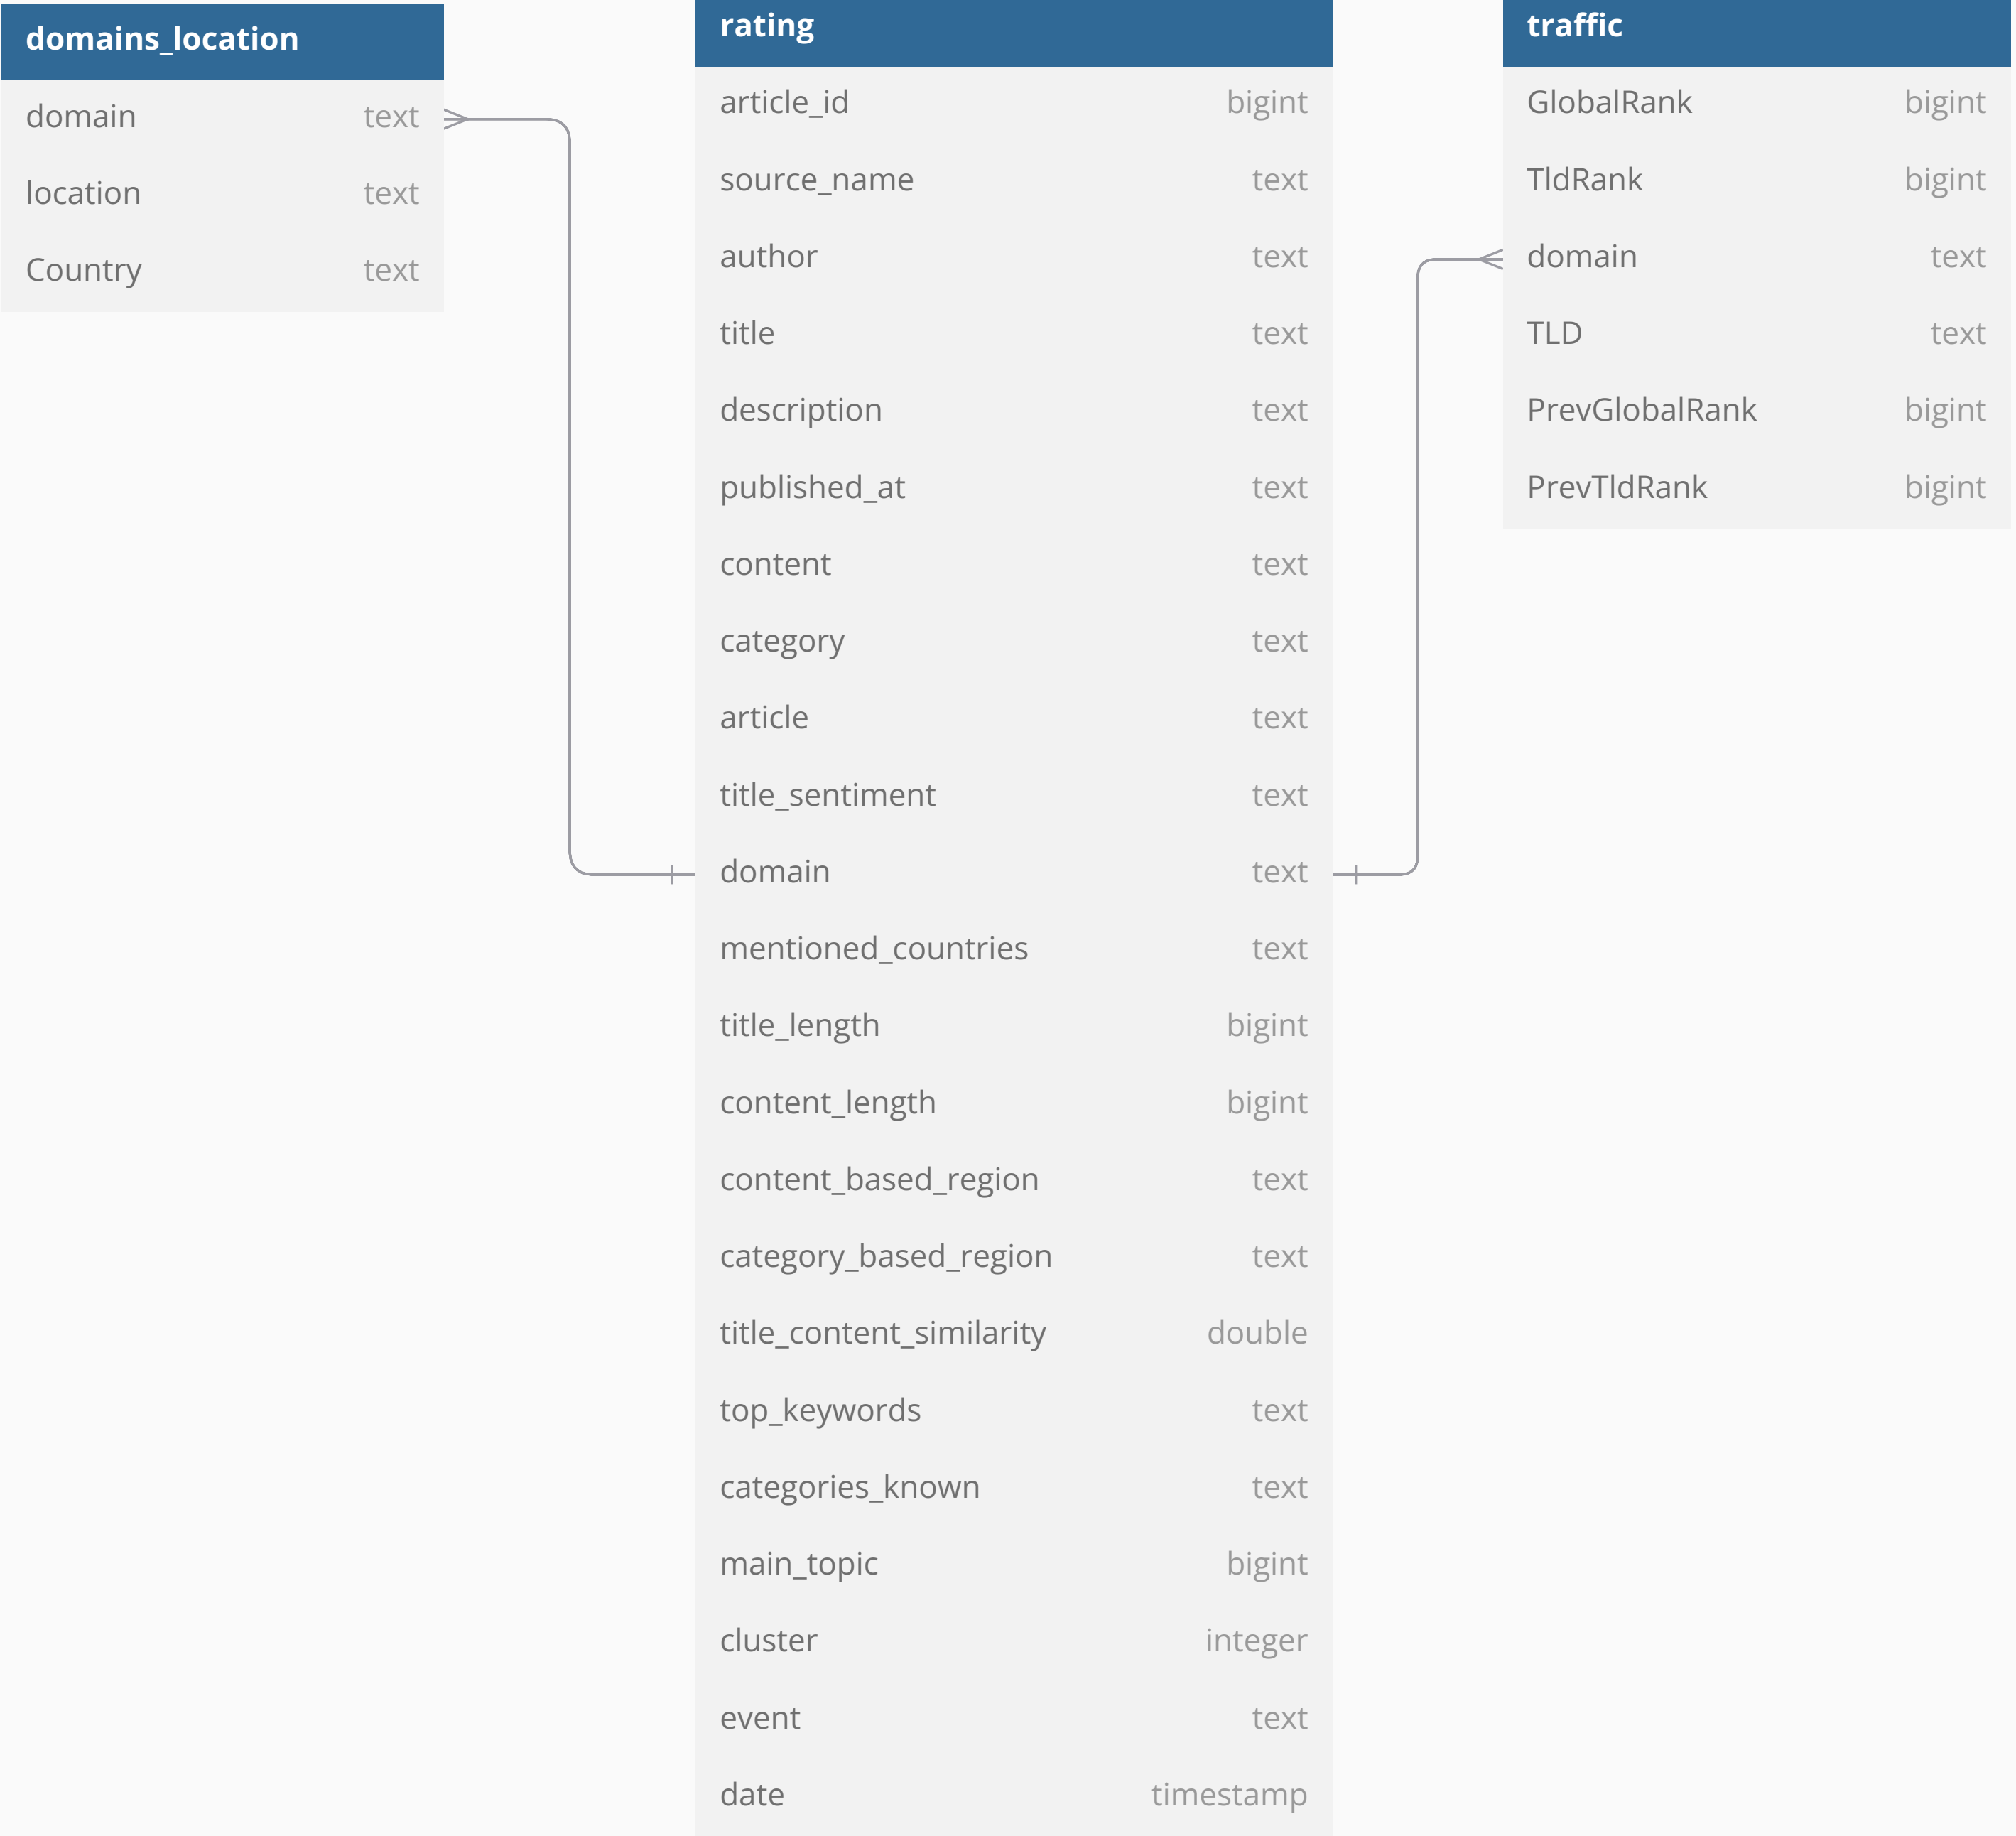 domains_location
domain text
location text
Country text
rating
article_id bigint
source_name text
author text
title text
description text
published_at text
content text
category text
article text
title_sentiment text
domain text
mentioned_countries text
title_length bigint
content_length bigint
content_based_region text
category_based_region text
title_content_similarity double
top_keywords text
categories_known text
main_topic bigint
cluster integer
event text
date timestamp
traffic
GlobalRank bigint
TldRank bigint
domain text
TLD text
PrevGlobalRank bigint
PrevTldRank bigint